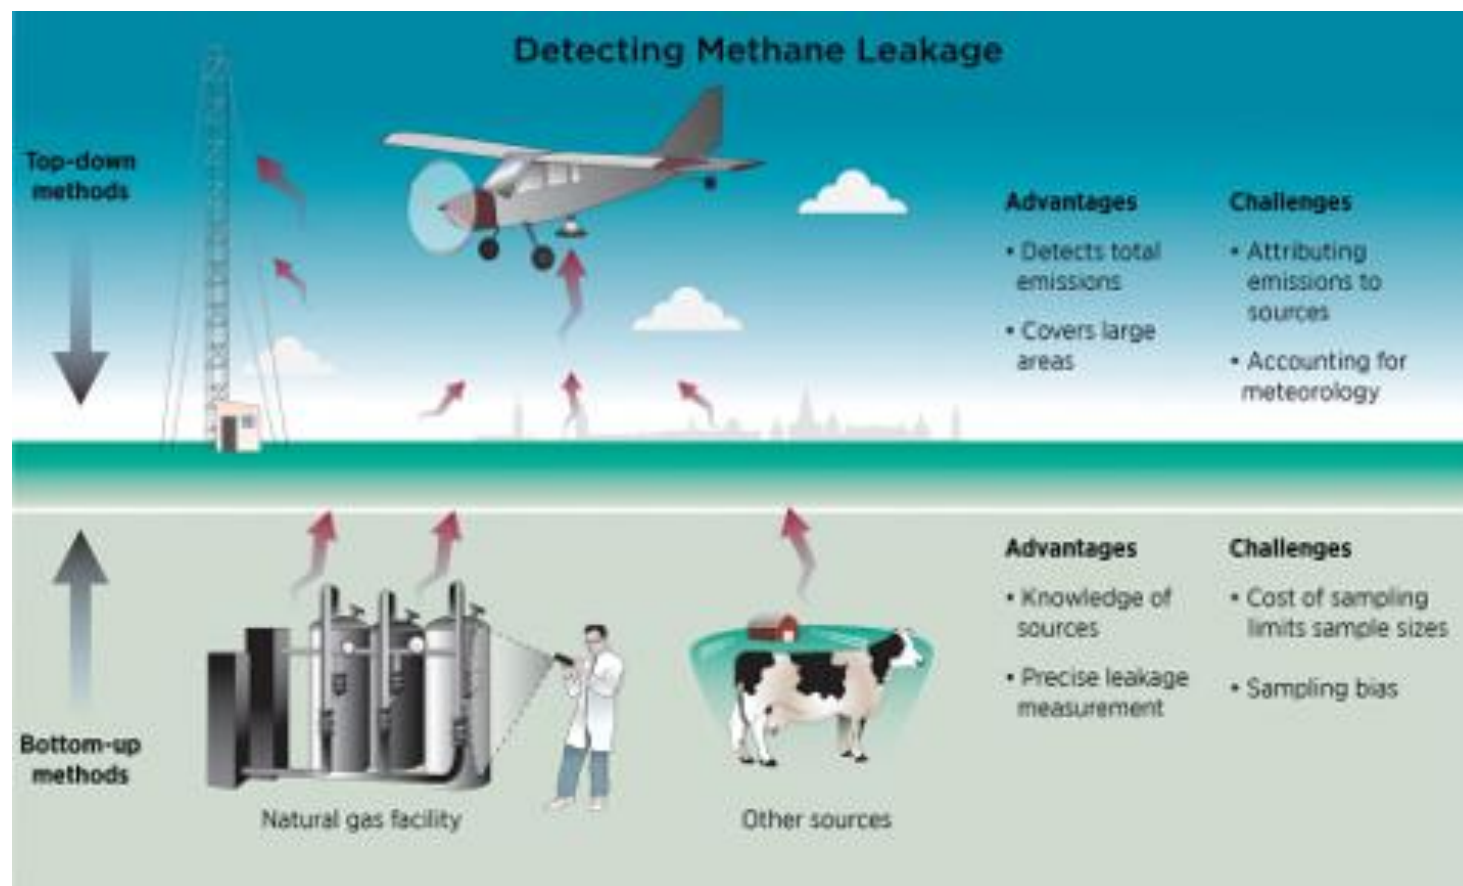 Detecting Methane Leakage
Top-down
methods
Advantages
• Detects total
emissions
• Covers large
areas
Challenges
• Attributing
emissions to
sources
• Accounting for
meteorology
Advantages
• Knowledge of
sources
• Precise leakage
measurement
Challenges
• Cost of sampling
limits sample sizes
• Sampling bias
Bottom-up
methods
Natural gas facility
Other sources